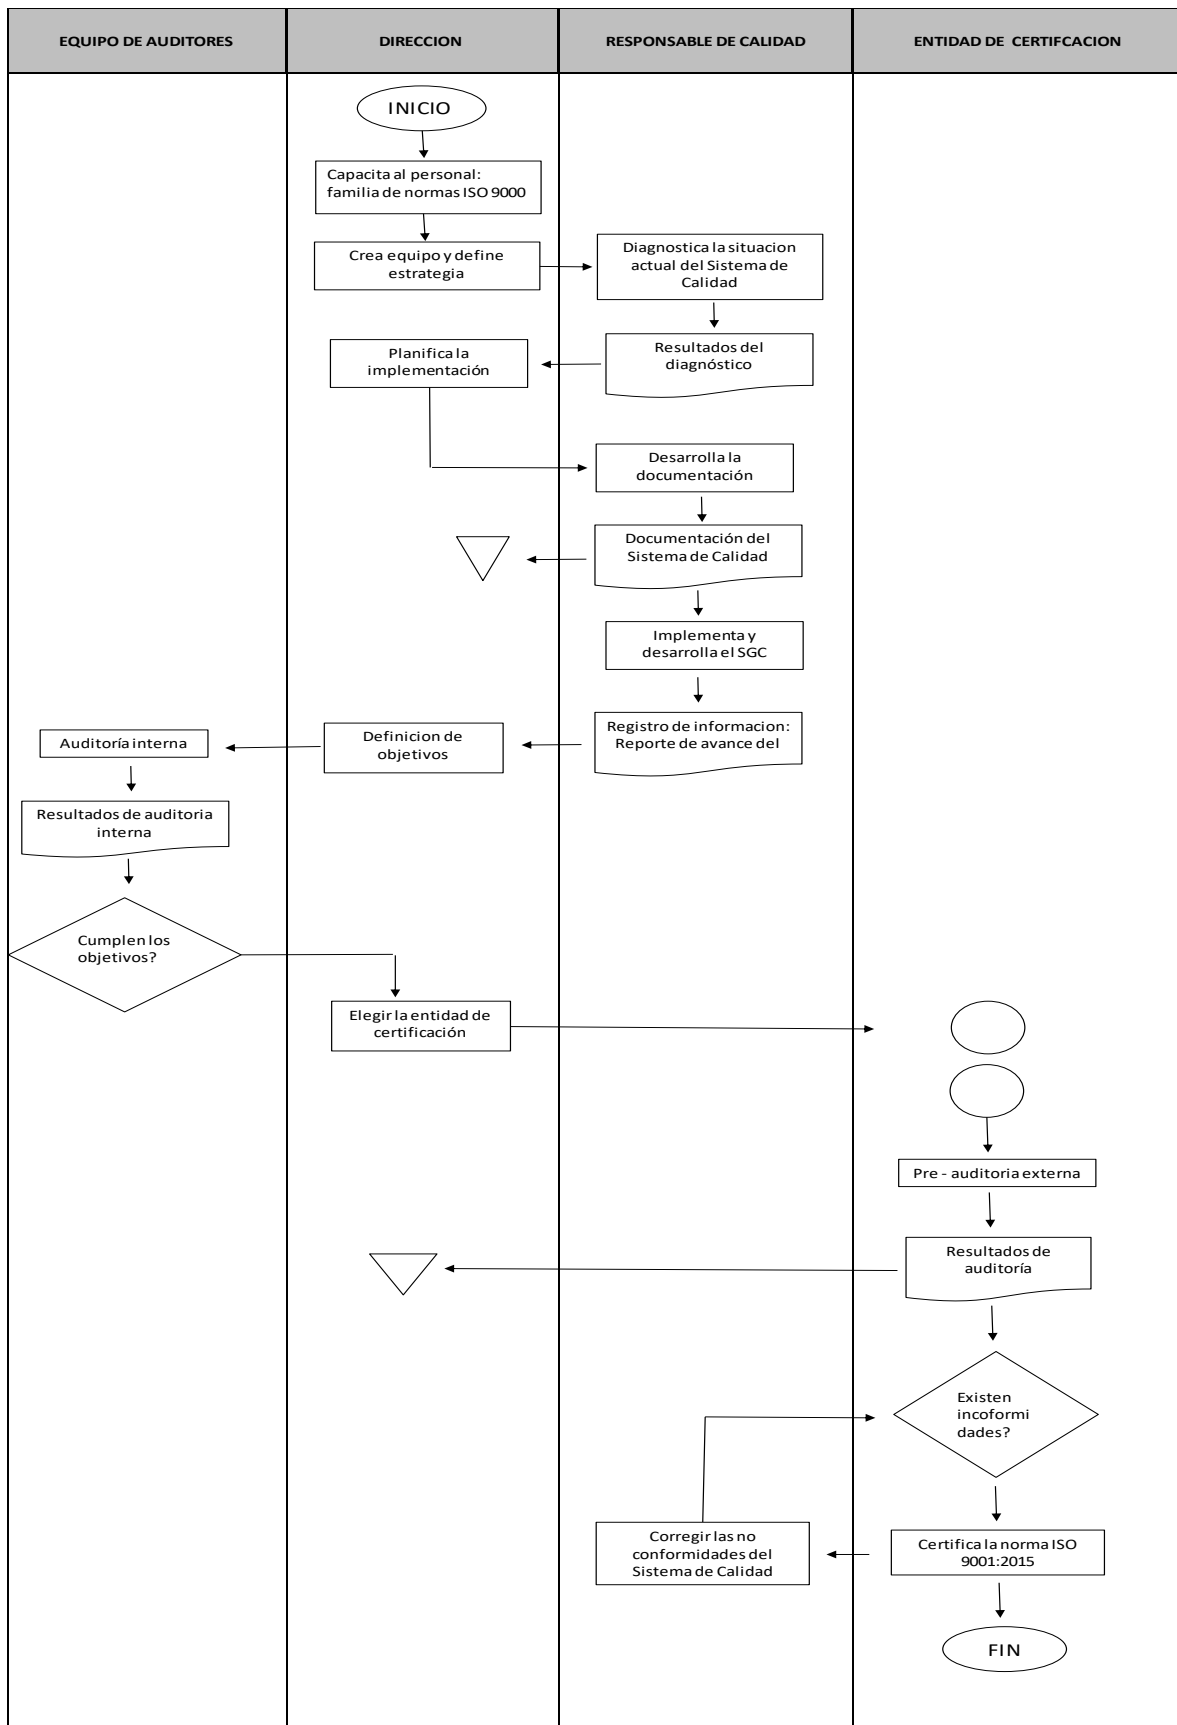 EQUIPO DE AUDITORES
DIRECCION
RESPONSABLE DE CALIDAD
ENTIDAD DE CERTIFCACION
INICIO
Capacita al personal:
familia de normas ISO 9000
Crea equipo y define
estrategia
Diagnostica la situacion
actual del Sistema de
Calidad
Resultados del
diagnóstico
Planifica la
implementación
Desarrolla la
documentación
Documentación del
Sistema de Calidad
Implementa y
desarrolla el SGC
Registro de informacion:
Reporte de avance del
Definicion de
objetivos
Auditoría interna
Resultados de auditoria
interna
Cumplen los
objetivos?
Elegir la entidad de
certificación
Pre - auditoria externa
Resultados de
auditoría
Existen
incoformi
dades?
Certifica la norma ISO
9001:2015
Corregir las no
conformidades del
Sistema de Calidad
FIN